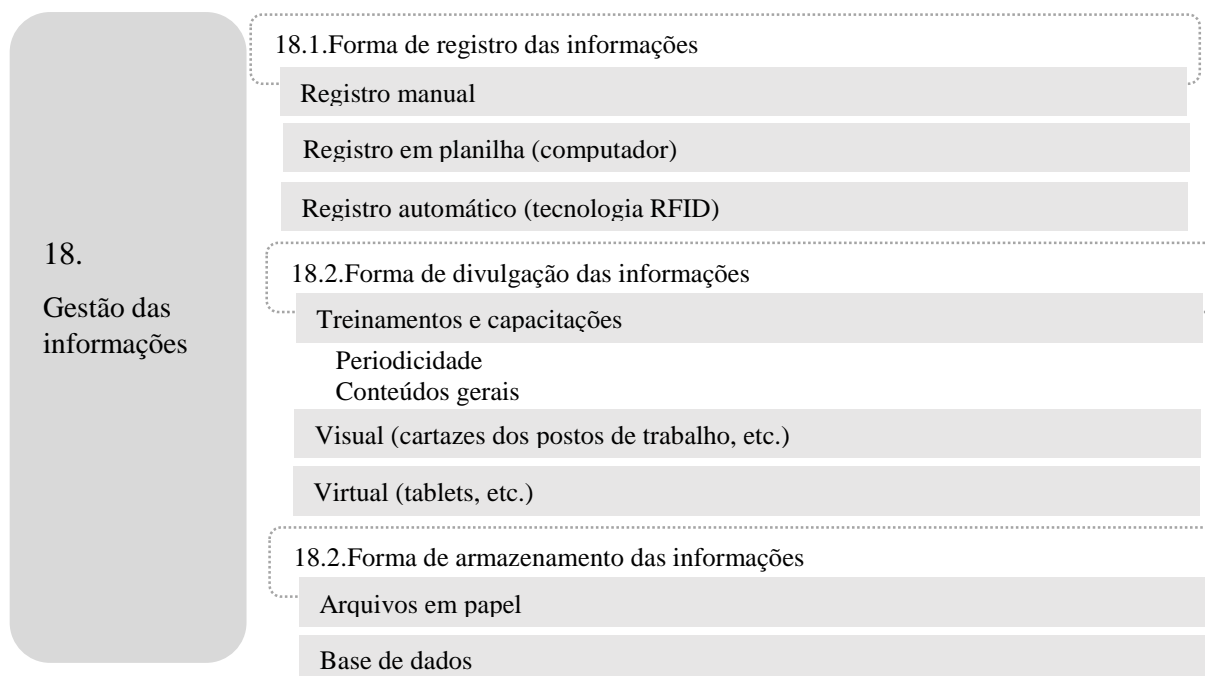 18.
Gestão das
informações
18.1.Forma de registro das informações
Registro manual
Registro em planilha (computador)
Registro automático (tecnologia RFID)
18.2.Forma de divulgação das informações
Treinamentos e capacitações
Periodicidade
Conteúdos gerais
Visual (cartazes dos postos de trabalho, etc.)
Virtual (tablets, etc.)
18.2.Forma de armazenamento das informações
Arquivos em papel
Base de dados